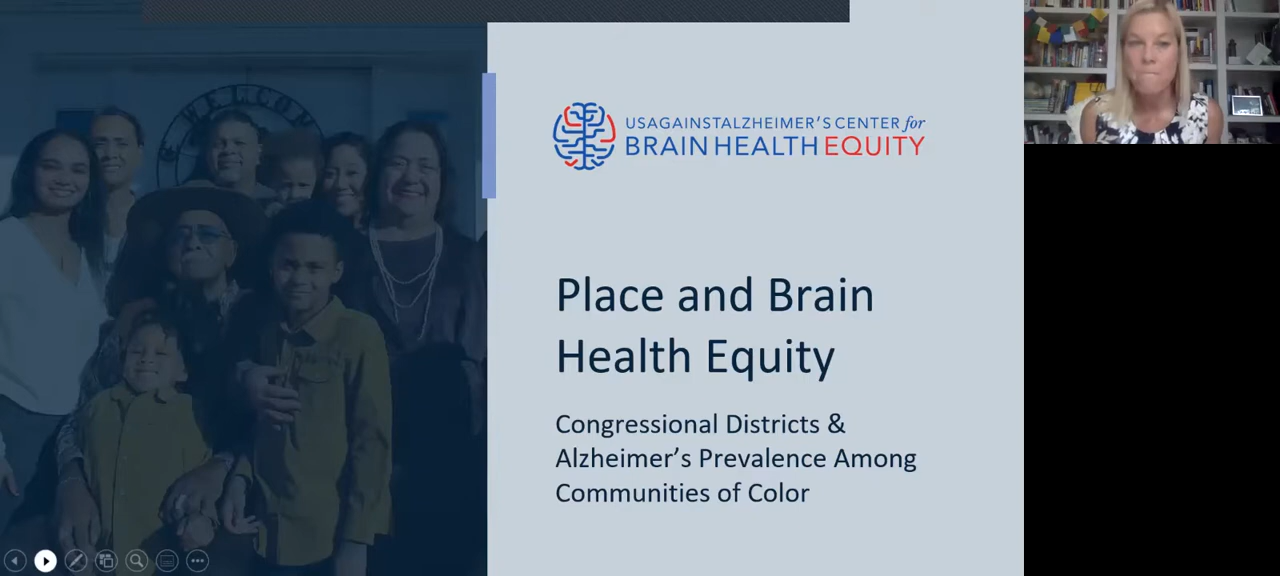 WELCOME
USAGAINSTALZHEIMER'S CENTER for
BRAIN HEALTH EQUITY
Place and Brain
Health Equity
Congressional Districts &
Alzheimer's Prevalence Among
Communities of Color